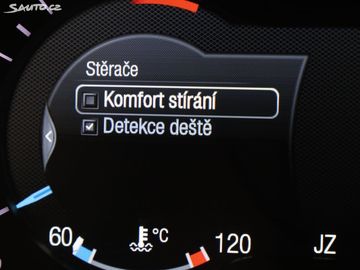 SAUTO.CZ
Stěrače
Komfort stírání
Detekce deště
60
°C
120
JZ